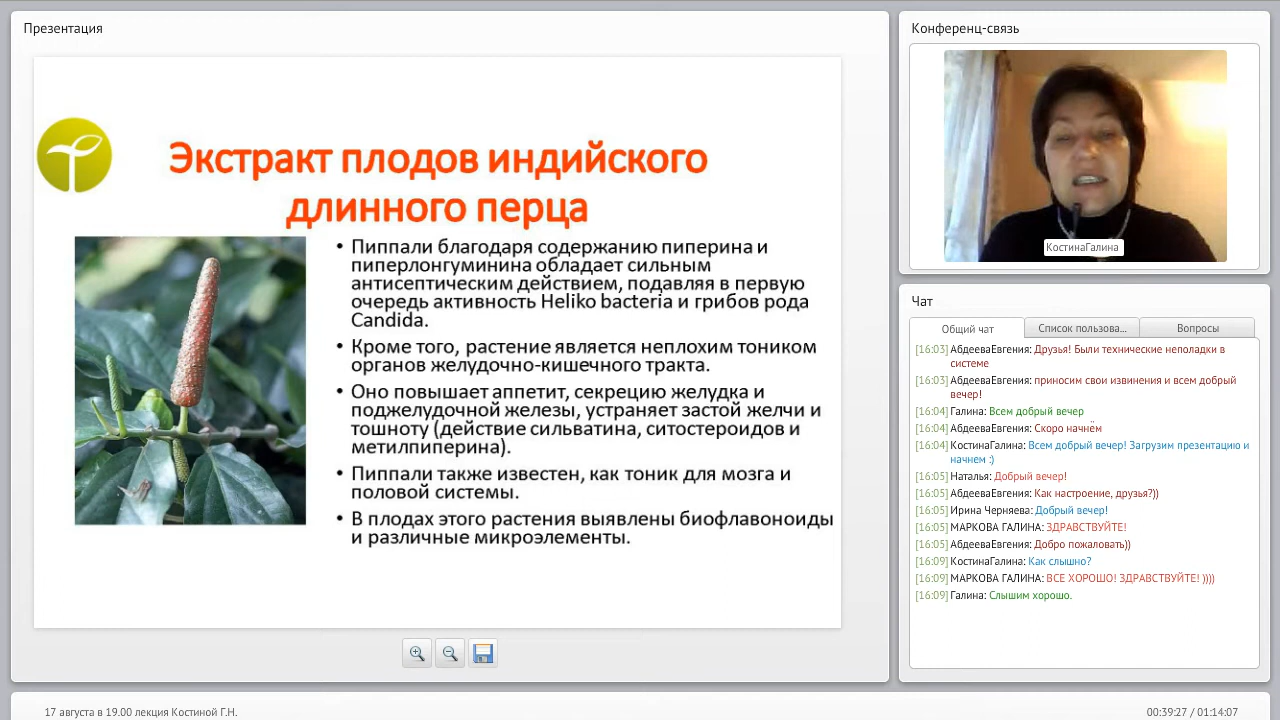 Презентация
Экстракт плодов индийского
длинного перца
• Пиппали благодаря содержанию пиперина и
пиперлонгуминина обладает сильным
антисептическим действием, подавляя в первую
очередь активность Heliko bacteria и грибов рода
Candida.
• Кроме того, растение является неплохим тоником
органов желудочно-кишечного тракта.
• Оно повышает аппетит, секрецию желудка и
поджелудочной железы, устраняет застой желчи и
тошноту (действие сильватина, ситостероидов и
метилпиперина).
• Пиппали также известен, как тоник для мозга и
половой системы.
• В плодах этого растения выявлены биофлавоноиды
и различные микроэлементы.
Конференц-связь
КостинаГалина
Чат
Общий чат
Список пользова...
Вопросы
[16:03] АбдееваЕвгения: Друзья! Были технические неполадки в
системе
[16:03] АбдееваЕвгения: приносим свои извинения и всем добрый
вечер!
[16:04] Галина: Всем добрый вечер
[16:04] АбдееваЕвгения: Скоро начнём
[16:04] КостинаГалина: Всем добрый вечер! Загрузим презентацию и
начнем :)
[16:05] Наталья: Добрый вечер!
[16:05] АбдееваЕвгения: Как настроение, друзья?))
[16:05] Ирина Черняева: Добрый вечер!
[16:05] МАРКОВА ГАЛИНА: ЗДРАВСТВУЙТЕ!
[16:05] АбдееваЕвгения: Добро пожаловать))
[16:09] КостинаГалина: Как слышно?
[16:09] МАРКОВА ГАЛИНА: ВСЕ ХОРОШО! ЗДРАВСТВУЙТЕ! ))))
[16:09] Галина: Слышим хорошо.
17 августа в 19.00 лекция Костиной Г.Н.
00:39:27 / 01:14:07